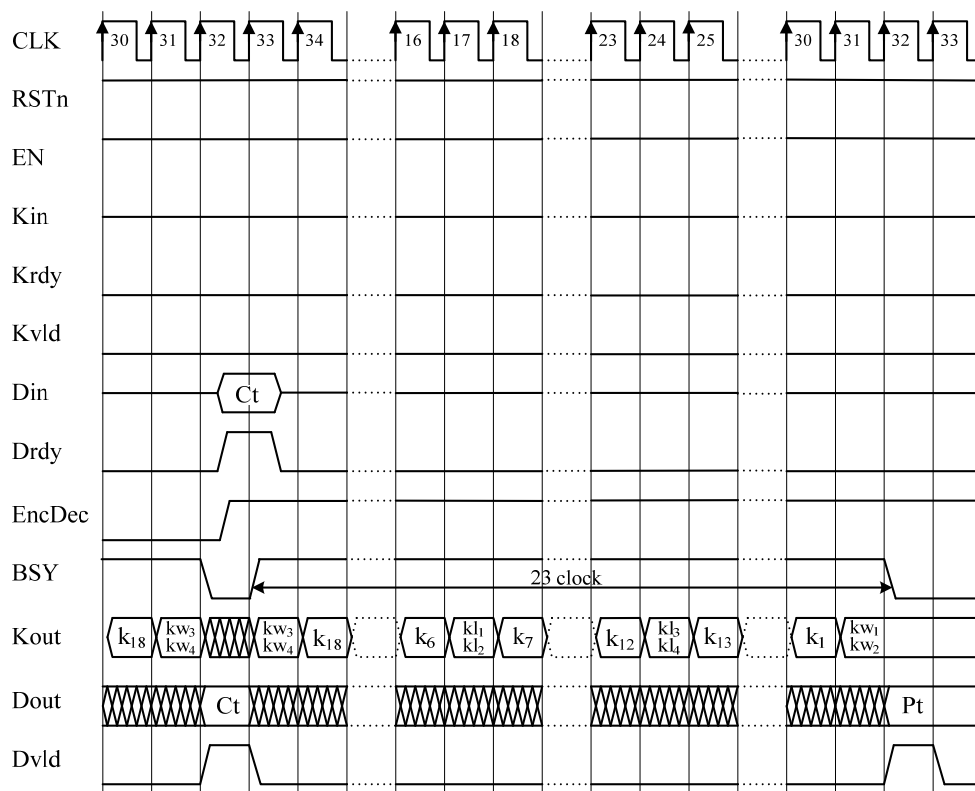 CLK 30 31 32 33 34 16 17 18 23 24 25 30 31 32 33
RSTn
EN
Kin
Krdy
Kvld
Din Ct
Drdy
EncDec
BSY 23 clock
Kout k18 kw3 kw4 kw3 kw4 k18 k6 kl1 kl2 k7 k12 kl3 kl4 k13 k1 kw1 kw2
Dout Ct Pt
Dvld